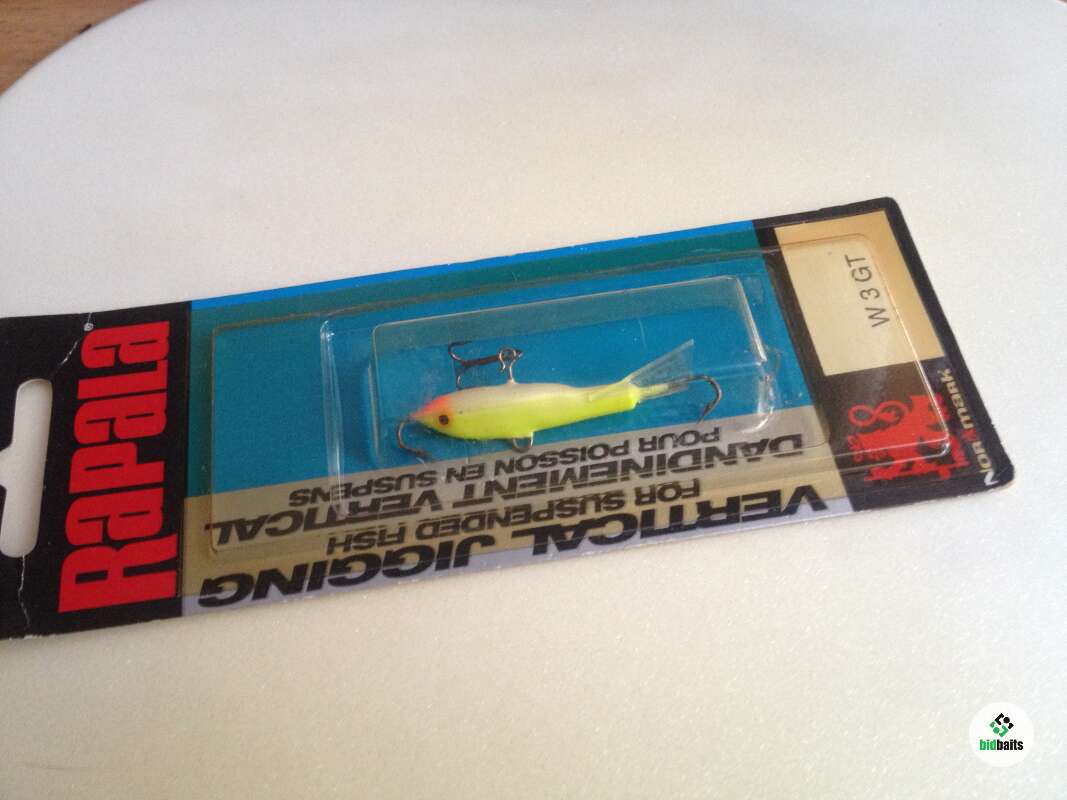 RAPALA®
W 3 GT
NORMARK
VERTICAL JIGGING
FOR SUSPENDED FISH
DANDINEMENT VERTICAL
POUR POISSON EN SUSPENS
bidbaits